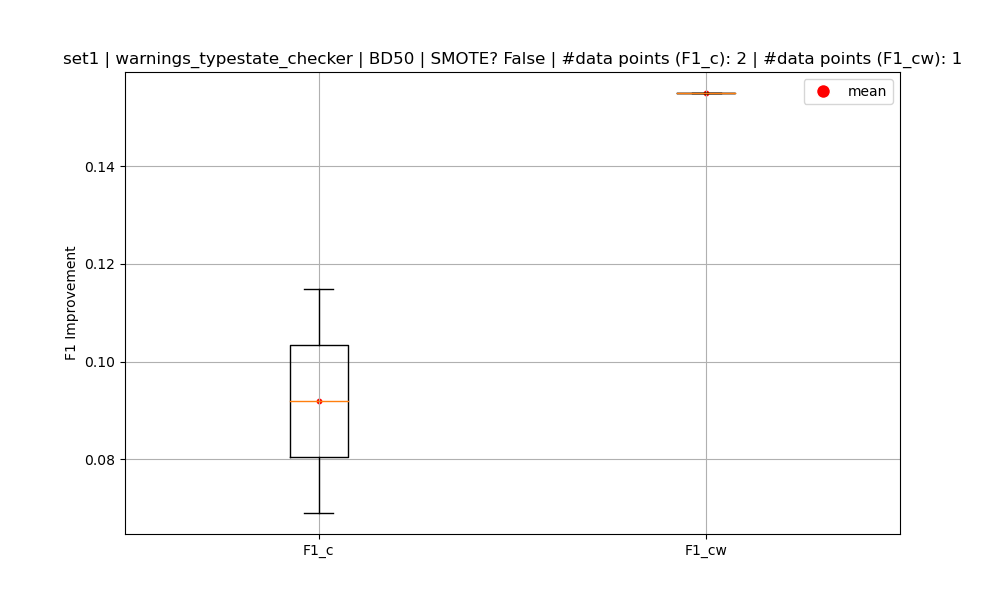 set1 | warnings_typestate_checker | BD50 | SMOTE? False | #data points (F1_c): 2 | #data points (F1_cw): 1
mean
0.14
0.12
0.10
0.08
F1 Improvement
F1_c
F1_cw